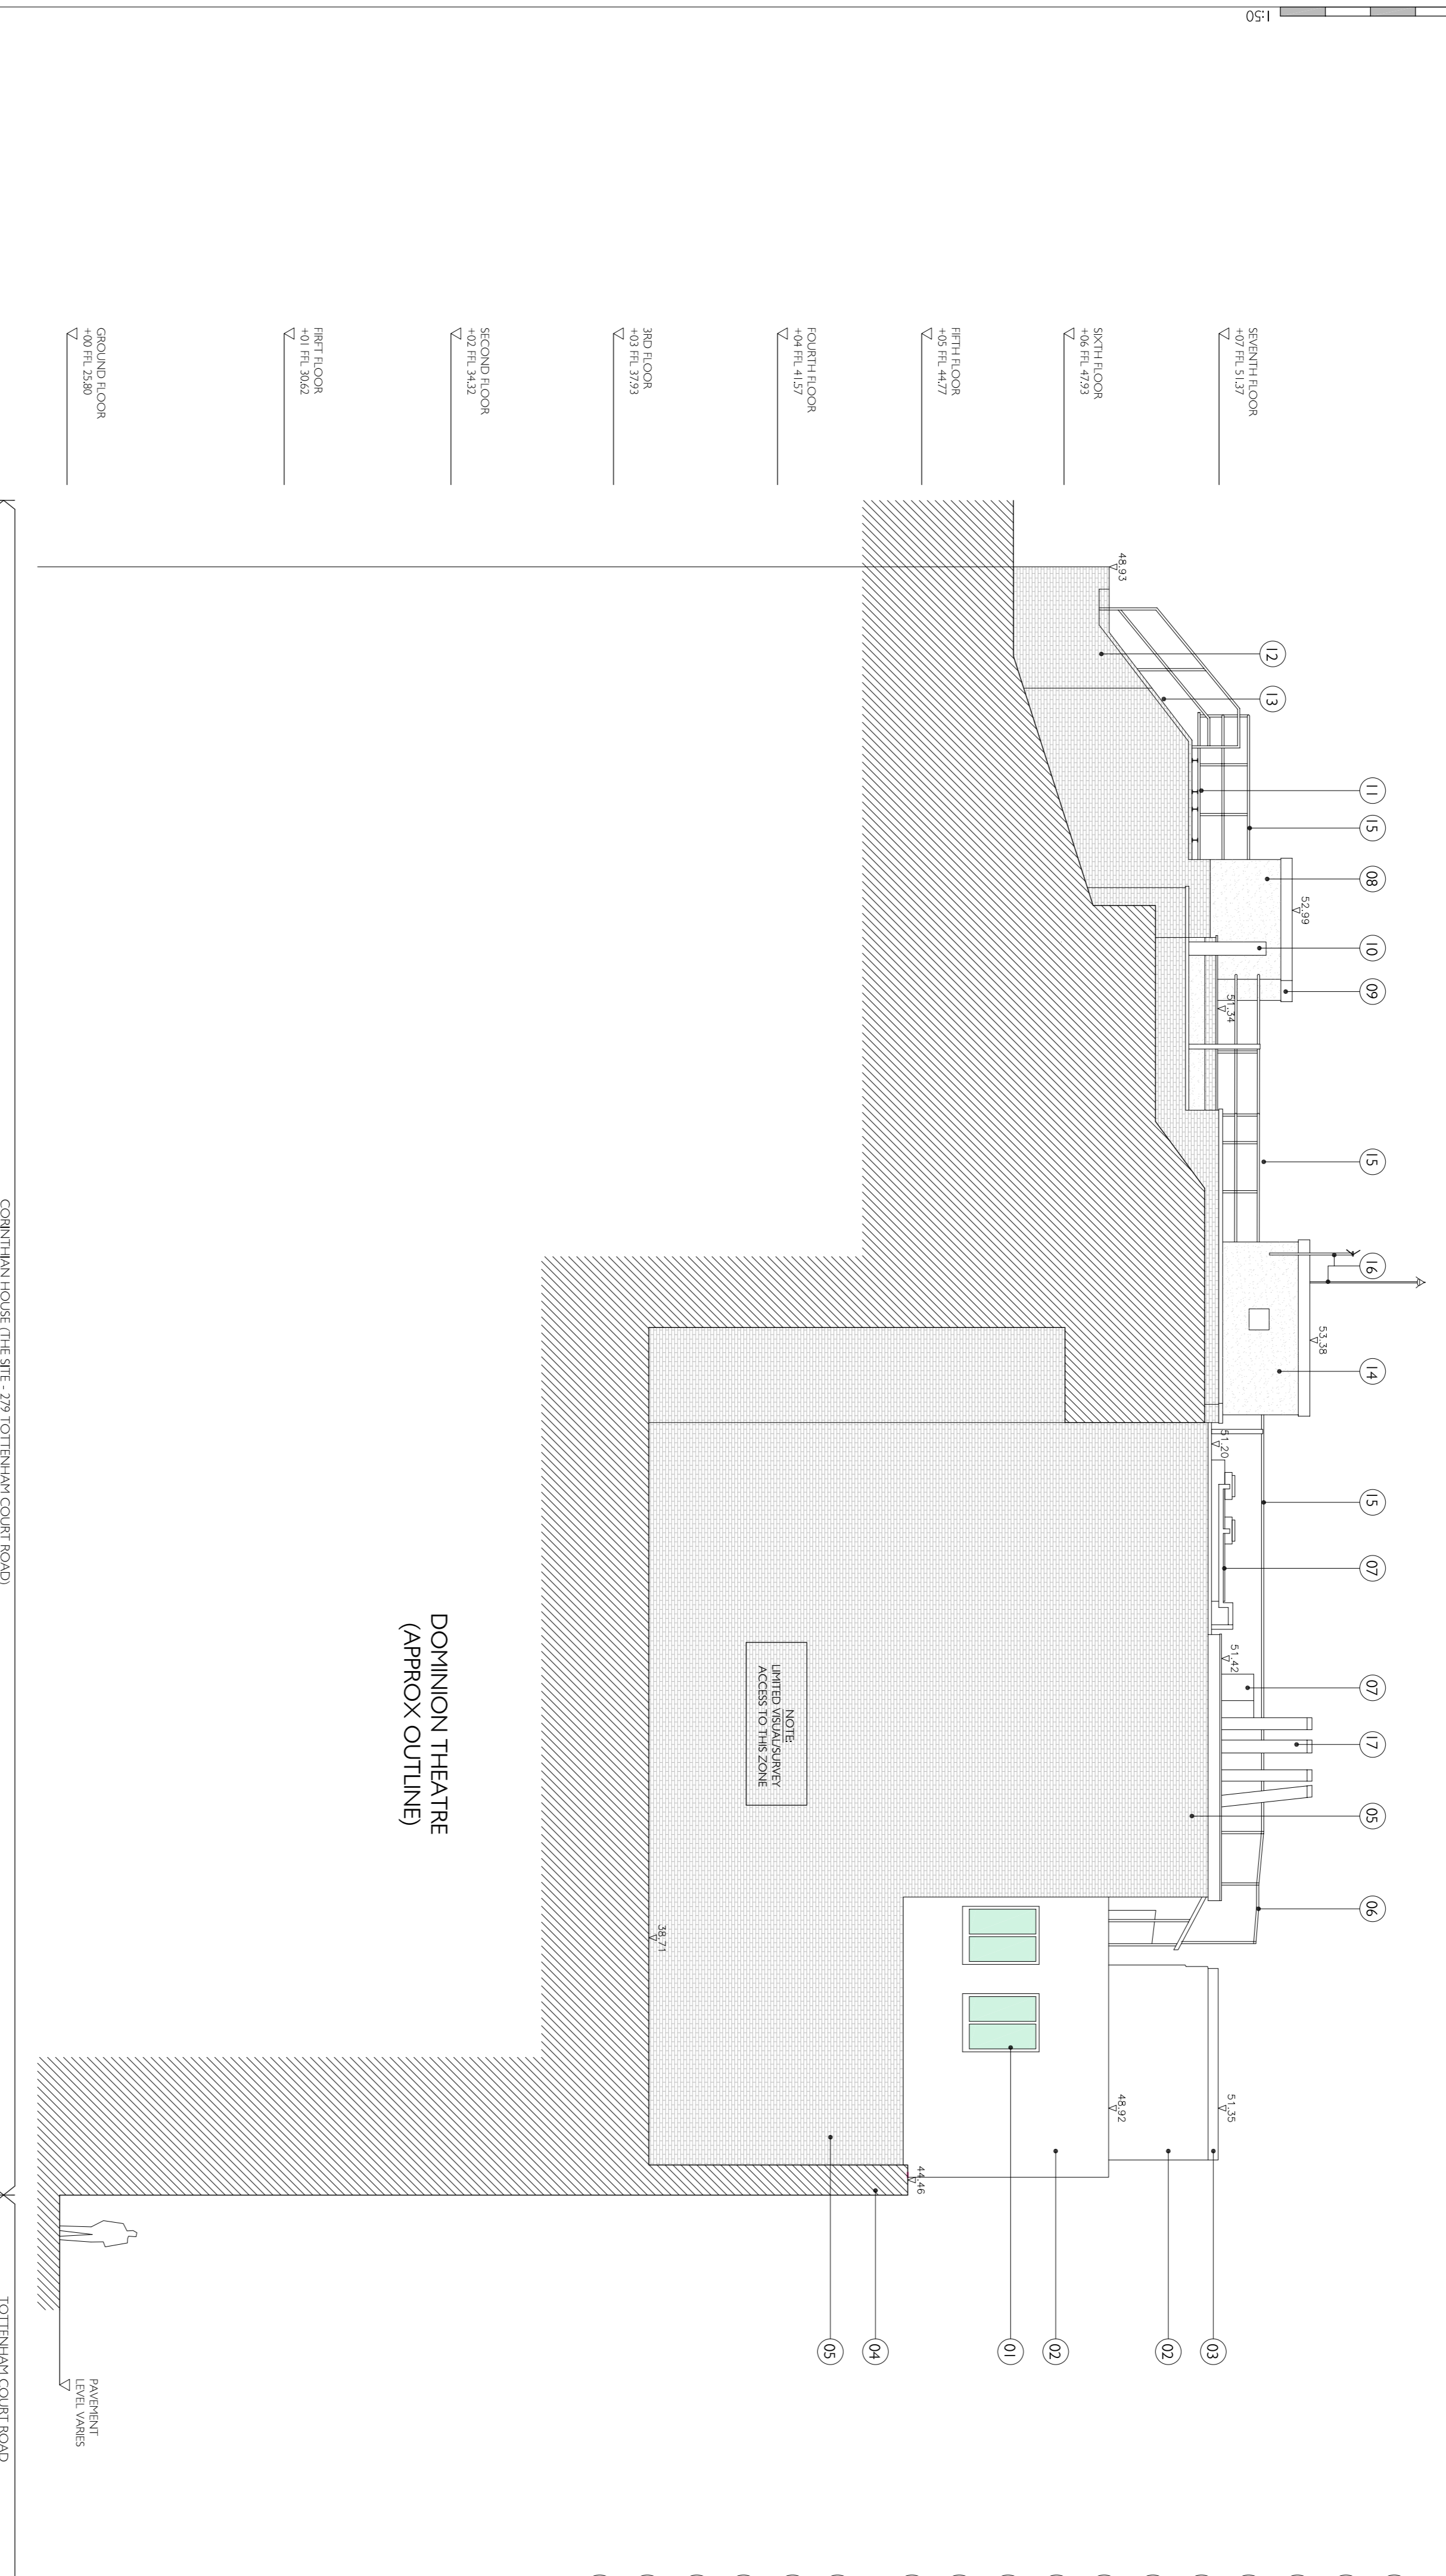 12
13
11
15
08
10
09
15
16
14
15
07
07
17
05
06
48.93
52.99
51.34
53.38
51.20
51.42
51.35
48.92
44.46
38.71
SEVENTH FLOOR
+07 FFL 51.37
SIXTH FLOOR
+06 FFL 47.93
FIFTH FLOOR
+05 FFL 44.77
FOURTH FLOOR
+04 FFL 41.57
3RD FLOOR
+03 FFL 37.93
SECOND FLOOR
+02 FFL 34.32
FIRFT FLOOR
+01 FFL 30.62
GROUND FLOOR
+00 FFL 25.80
NOTE:
LIMITED VISUAL/SURVEY
ACCESS TO THIS ZONE
DOMINION THEATRE
(APPROX OUTLINE)
03
02
02
01
04
05
PAVEMENT
LEVEL VARIES
CORINTHIAN HOUSE (THE SITE - 279 TOTTENHAM COURT ROAD)
TOTTENHAM COURT ROAD
1:50